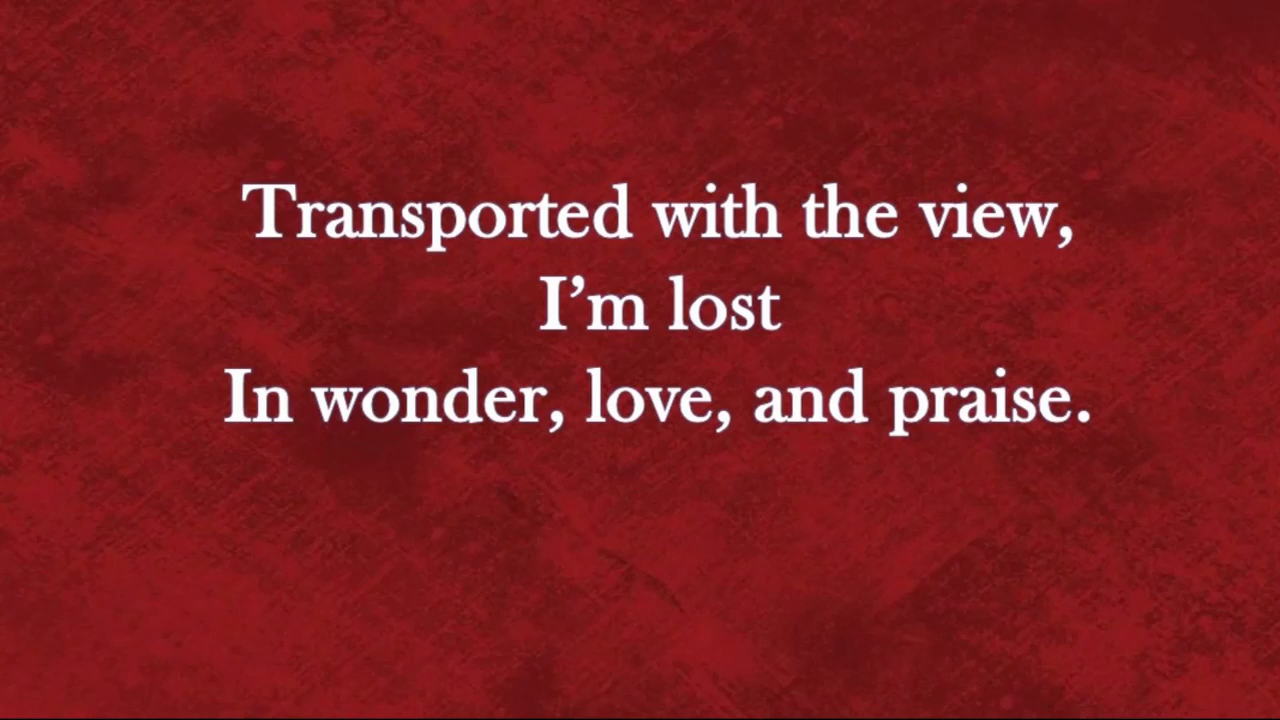 Transported with the view,
I’m lost
In wonder, love, and praise.